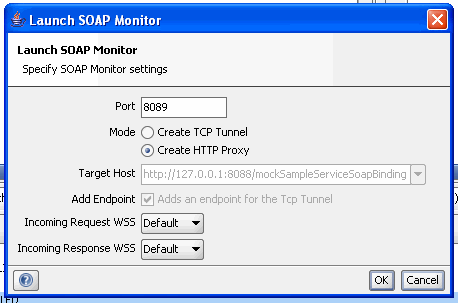 Launch SOAP Monitor
Launch SOAP Monitor
Specify SOAP Monitor settings
Port 8089
Mode Create TCP Tunnel
Create HTTP Proxy
Target Host http://127.0.0.1:8088/mockSampleServiceSoapBinding
Add Endpoint Adds an endpoint for the Tcp Tunnel
Incoming Request WSS Default
Incoming Response WSS Default
? OK Cancel